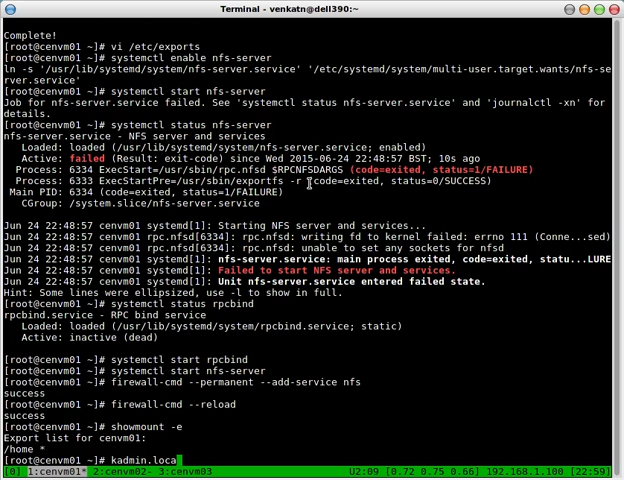 Terminal - venkatn@dell390:~
Complete!
[root@cenvm01 ~]# vi /etc/exports
[root@cenvm01 ~]# systemctl enable nfs-server
ln -s '/usr/lib/systemd/system/nfs-server.service' '/etc/systemd/system/multi-user.target.wants/nfs-se
rver.service'
[root@cenvm01 ~]# systemctl start nfs-server
Job for nfs-server.service failed. See 'systemctl status nfs-server.service' and 'journalctl -xn' for
details.
[root@cenvm01 ~]# systemctl status nfs-server
nfs-server.service - NFS server and services
Loaded: loaded (/usr/lib/systemd/system/nfs-server.service; enabled)
Active: failed (Result: exit-code) since Wed 2015-06-24 22:48:57 BST; 10s ago
Process: 6334 ExecStart=/usr/sbin/rpc.nfsd $RPCNFSDARGS (code=exited, status=1/FAILURE)
Process: 6333 ExecStartPre=/usr/sbin/exportfs -r (code=exited, status=0/SUCCESS)
Main PID: 6334 (code=exited, status=1/FAILURE)
CGroup: /system.slice/nfs-server.service
Jun 24 22:48:57 cenvm01 systemd[1]: Starting NFS server and services...
Jun 24 22:48:57 cenvm01 rpc.nfsd[6334]: rpc.nfsd: writing fd to kernel failed: errno 111 (Conne...sed)
Jun 24 22:48:57 cenvm01 rpc.nfsd[6334]: rpc.nfsd: unable to set any sockets for nfsd
Jun 24 22:48:57 cenvm01 systemd[1]: nfs-server.service: main process exited, code=exited, statu...LURE
Jun 24 22:48:57 cenvm01 systemd[1]: Failed to start NFS server and services.
Jun 24 22:48:57 cenvm01 systemd[1]: Unit nfs-server.service entered failed state.
Hint: Some lines were ellipsized, use -l to show in full.
[root@cenvm01 ~]# systemctl status rpcbind
rpcbind.service - RPC bind service
Loaded: loaded (/usr/lib/systemd/system/rpcbind.service; static)
Active: inactive (dead)
[root@cenvm01 ~]# systemctl start rpcbind
[root@cenvm01 ~]# systemctl start nfs-server
[root@cenvm01 ~]# firewall-cmd --permanent --add-service nfs
success
[root@cenvm01 ~]# firewall-cmd --reload
success
[root@cenvm01 ~]# showmount -e
Export list for cenvm01:
/home *
[root@cenvm01 ~]# kadmin.loca
[0] 1:cenvm01* 2:cenvm02- 3:cenvm03 U2:09 [0.72 0.75 0.66] 192.168.1.100 [22:59]